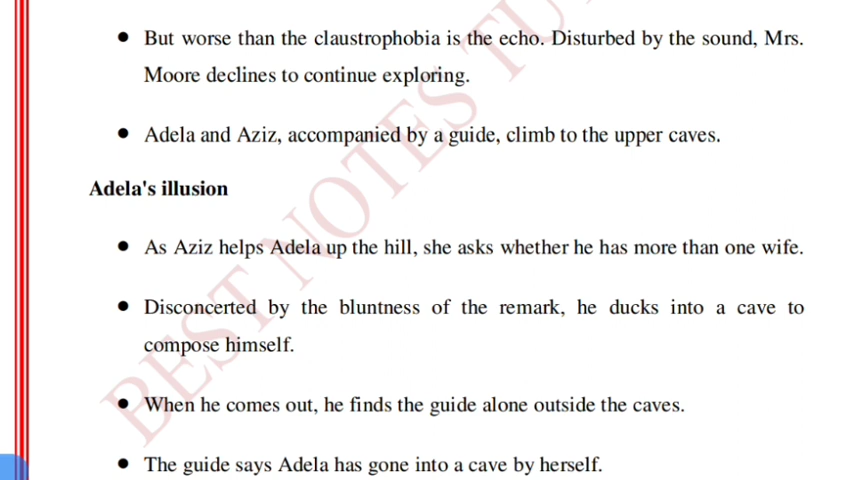 ● But worse than the claustrophobia is the echo. Disturbed by the sound, Mrs.
Moore declines to continue exploring.
● Adela and Aziz, accompanied by a guide, climb to the upper caves.
Adela's illusion
● As Aziz helps Adela up the hill, she asks whether he has more than one wife.
● Disconcerted by the bluntness of the remark, he ducks into a cave to
compose himself.
● When he comes out, he finds the guide alone outside the caves.
● The guide says Adela has gone into a cave by herself.
BEST NOTES TU